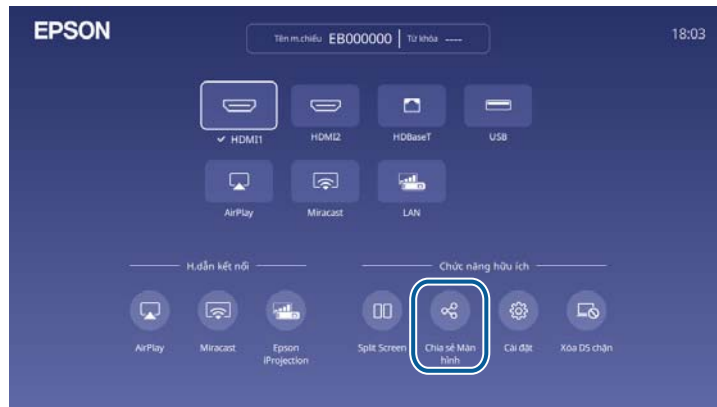 EPSON
Tên m.chiếu EB000000 | Từ khóa ----
18:03
✔ HDMI1 HDMI2 HDBaseT USB
AirPlay Miracast LAN
H.dẫn kết nối Chức năng hữu ích
AirPlay Miracast Epson Split Screen Chia sẻ Màn Cài đặt Xóa DS chặn
iProjection hình